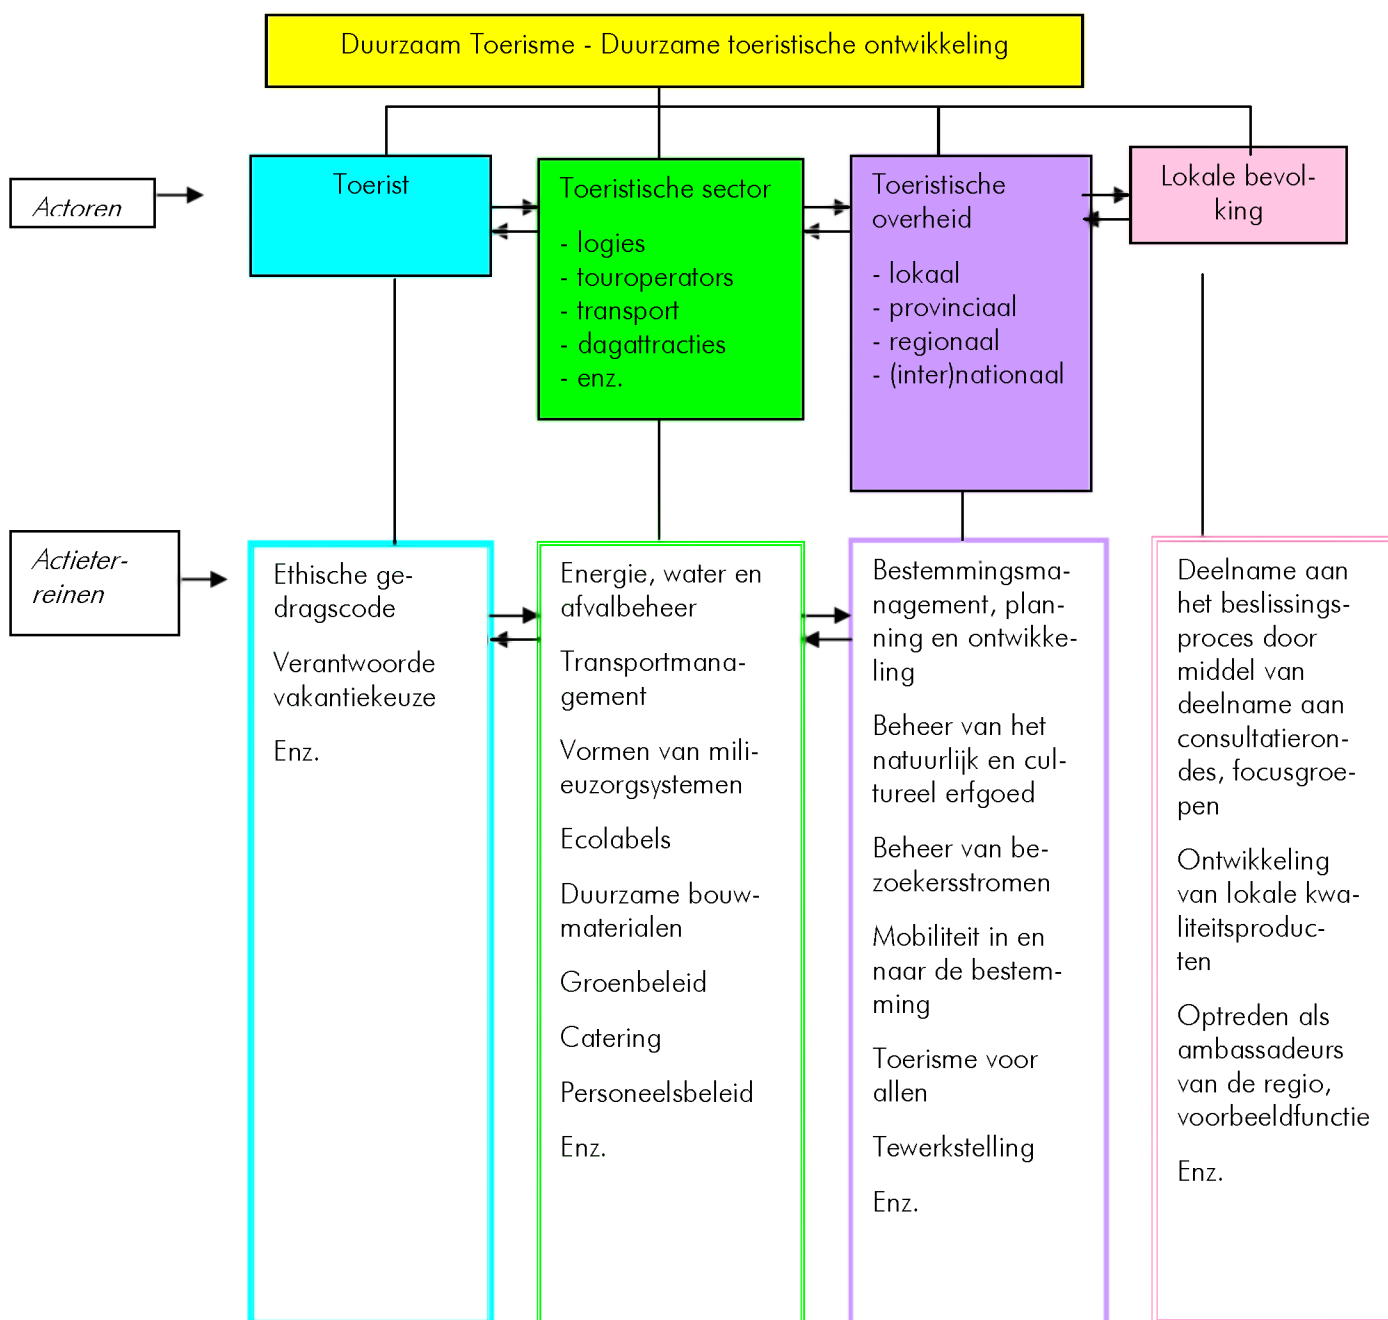 Duurzaam Toerisme - Duurzame toeristische ontwikkeling
Actoren
Toerist
Toeristische sector
- logies
- touroperators
- transport
- dagattracties
- enz.
Toeristische
overheid
- lokaal
- provinciaal
- regionaal
- (inter)nationaal
Lokale bevol-
king
Actieter-
reinen
Ethische ge-
dragscode
Verantwoorde
vakantiekeuze
Enz.
Energie, water en
afvalbeheer
Transportmana-
gement
Vormen van mili-
euzorgsystemen
Ecolabels
Duurzame bouw-
materialen
Groenbeleid
Catering
Personeelsbeleid
Enz.
Bestemmingsma-
nagement, plan-
ning en ontwikke-
ling
Beheer van het
natuurlijk en cul-
tureel erfgoed
Beheer van be-
zoekersstromen
Mobiliteit in en
naar de bestem-
ming
Toerisme voor
allen
Tewerkstelling
Enz.
Deelname aan
het beslissings-
proces door
middel van
deelname aan
consultatieron-
des, focusgroe-
pen
Ontwikkeling
van lokale kwa-
liteitsproduc-
ten
Optreden als
ambassadeurs
van de regio,
voorbeeldfunctie
Enz.